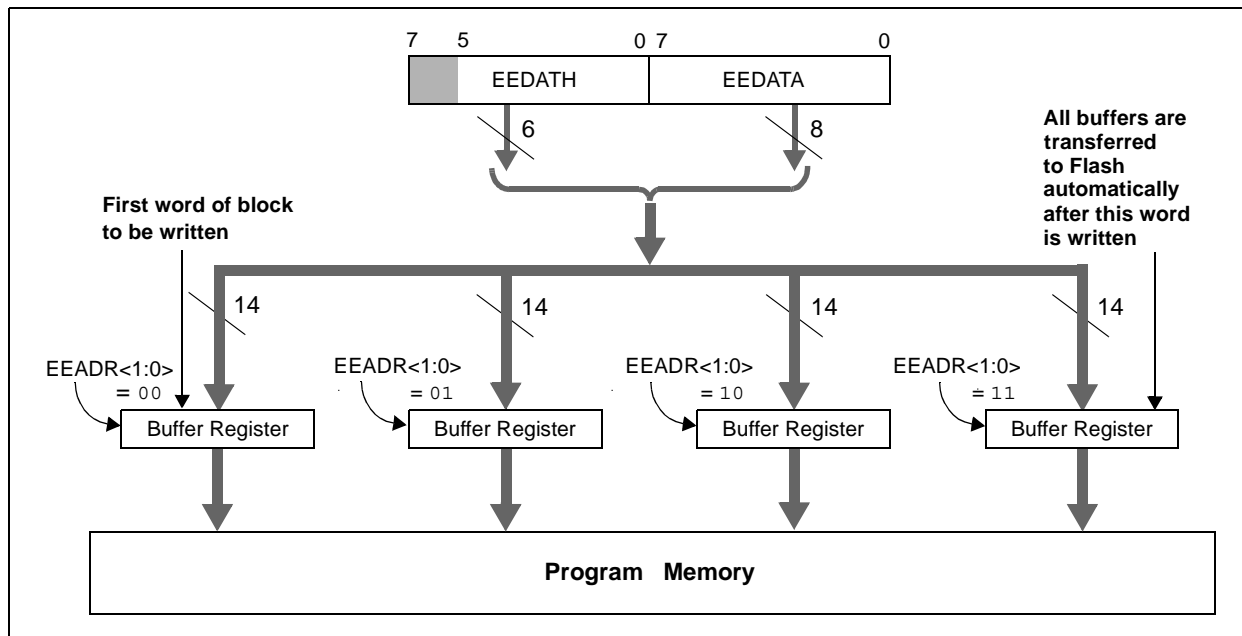 7 5 0 7 0
EEDATH EEDATA
6 8
All buffers are
transferred
to Flash
automatically
after this word
is written
First word of block
to be written
14 14 14 14
EEADR<1:0>
= 00
EEADR<1:0>
= 01
EEADR<1:0>
= 10
EEADR<1:0>
= 11
Buffer Register Buffer Register Buffer Register Buffer Register
Program Memory